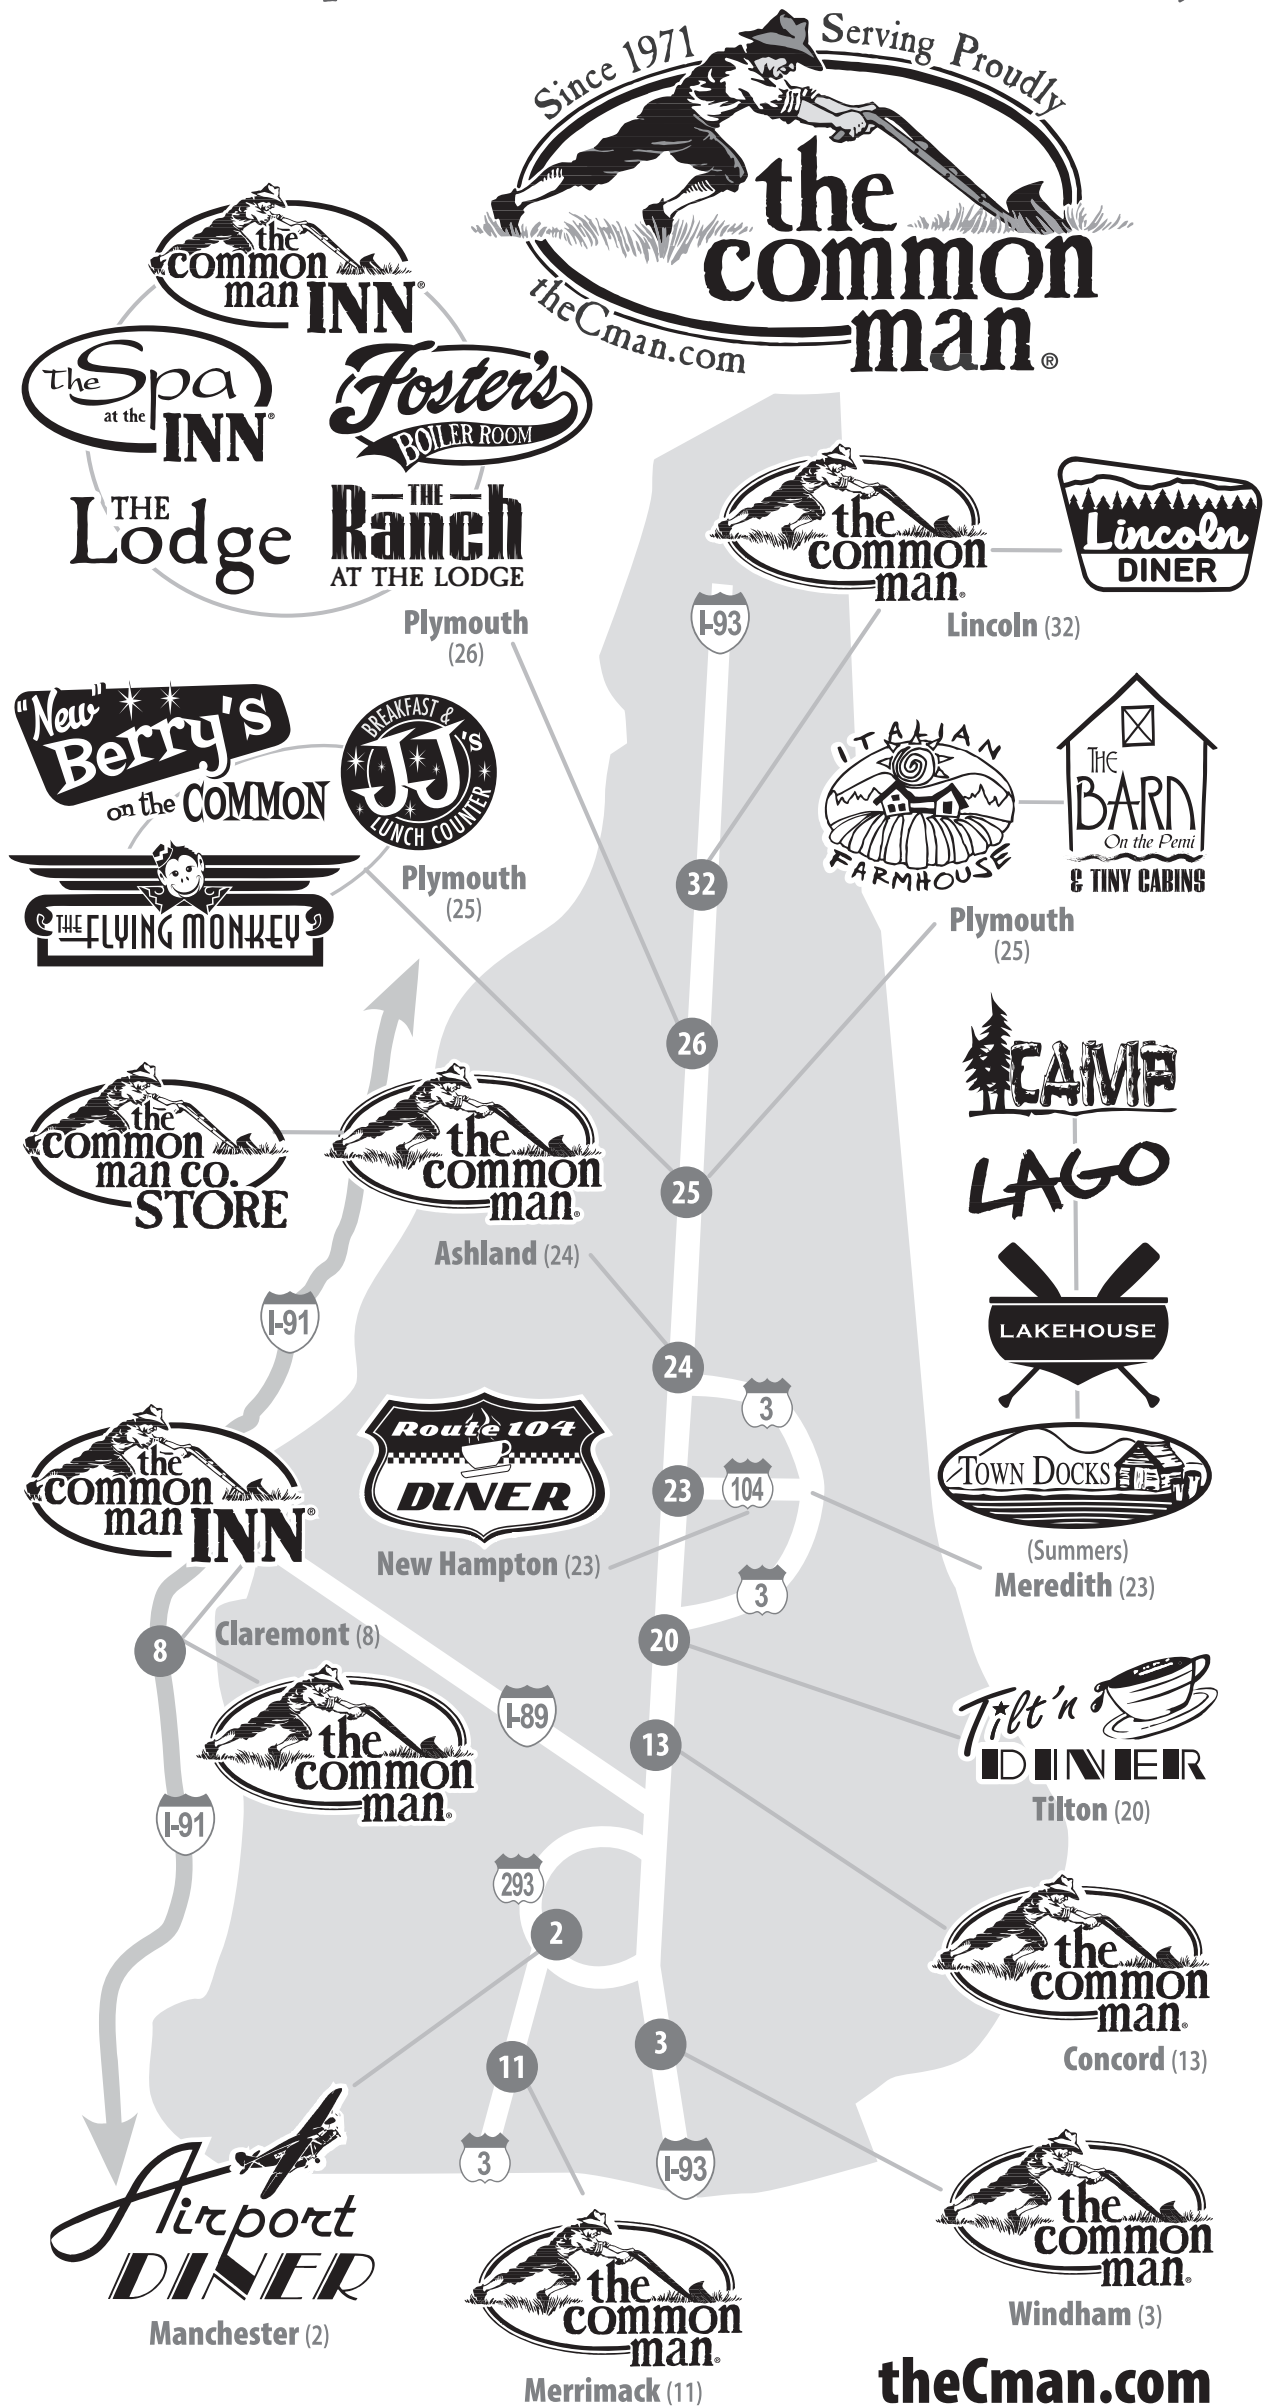 Since 1971
Serving Proudly
the
common
man®
theCman.com
the
common
man INN®
The Spa
at the INN®
Foster's
BOILER ROOM
THE
Lodge
THE
Ranch
AT THE LODGE
Plymouth
(26)
the
common
man®
Lincoln
DINER
Lincoln (32)
I-93
"New"
Berry's
on the COMMON
BREAKFAST &
JJ's
LUNCH COUNTER
THE FLYING MONKEY
Plymouth
(25)
ITALIAN
FARMHOUSE
THE
BARN
On the Pemi
& TINY CABINS
Plymouth
(25)
32
26
25
CAMP
LAGO
LAKEHOUSE
TOWN DOCKS
(Summers)
Meredith (23)
the
common
man co.
STORE
the
common
man®
Ashland (24)
I-91
24
3
23
104
3
20
Route 104
DINER
New Hampton (23)
the
common
man INN®
Claremont (8)
8
the
common
man®
I-89
13
Tilt'n
DINER
Tilton (20)
I-91
293
2
the
common
man®
Concord (13)
3
11
3
I-93
Airport
DINER
Manchester (2)
the
common
man®
Merrimack (11)
the
common
man®
Windham (3)
theCman.com